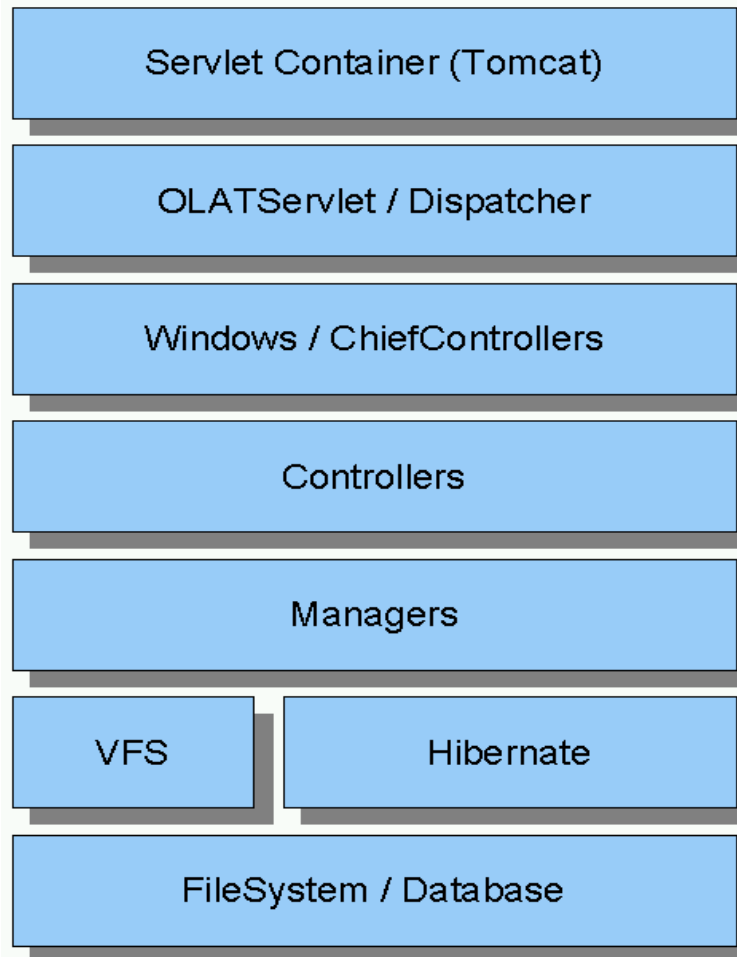 Servlet Container (Tomcat)
OLATServlet / Dispatcher
Windows / ChiefControllers
Controllers
Managers
VFS
Hibernate
FileSystem / Database